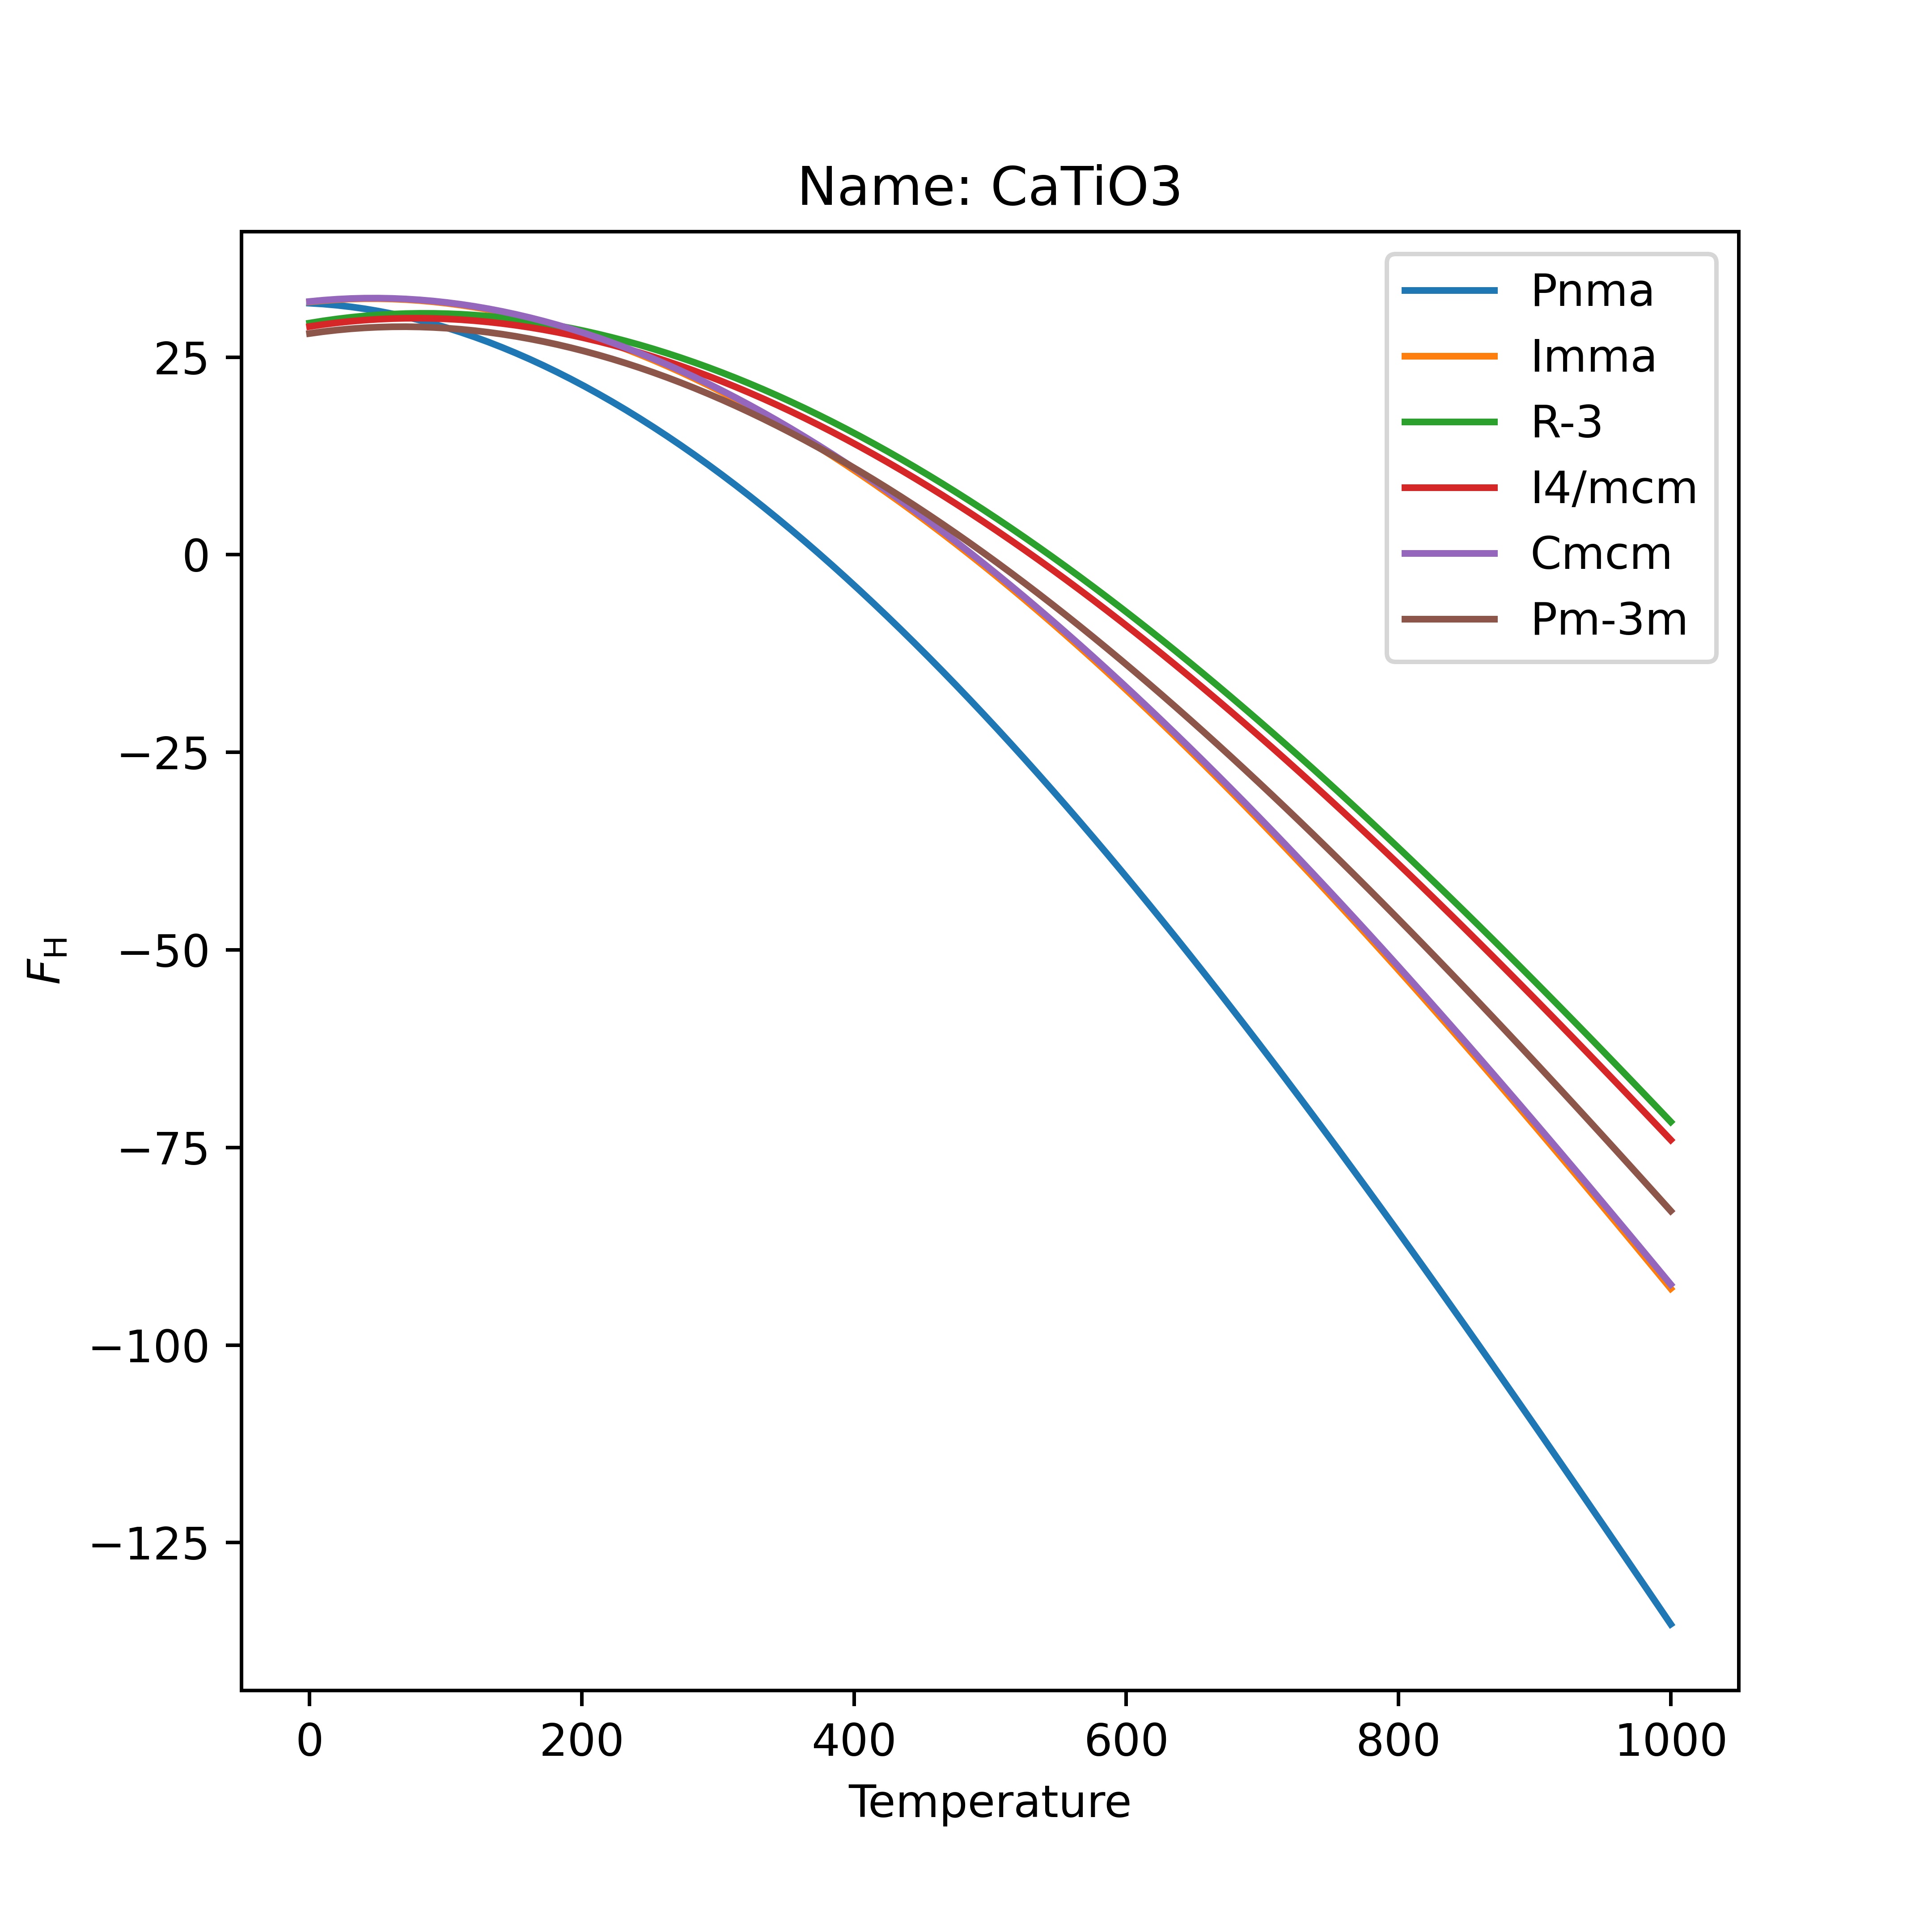 Name: CaTiO3
Pnma
Imma
R-3
I4/mcm
Cmcm
Pm-3m
25
0
−25
−50
−75
−100
−125
F_H
0 200 400 600 800 1000
Temperature